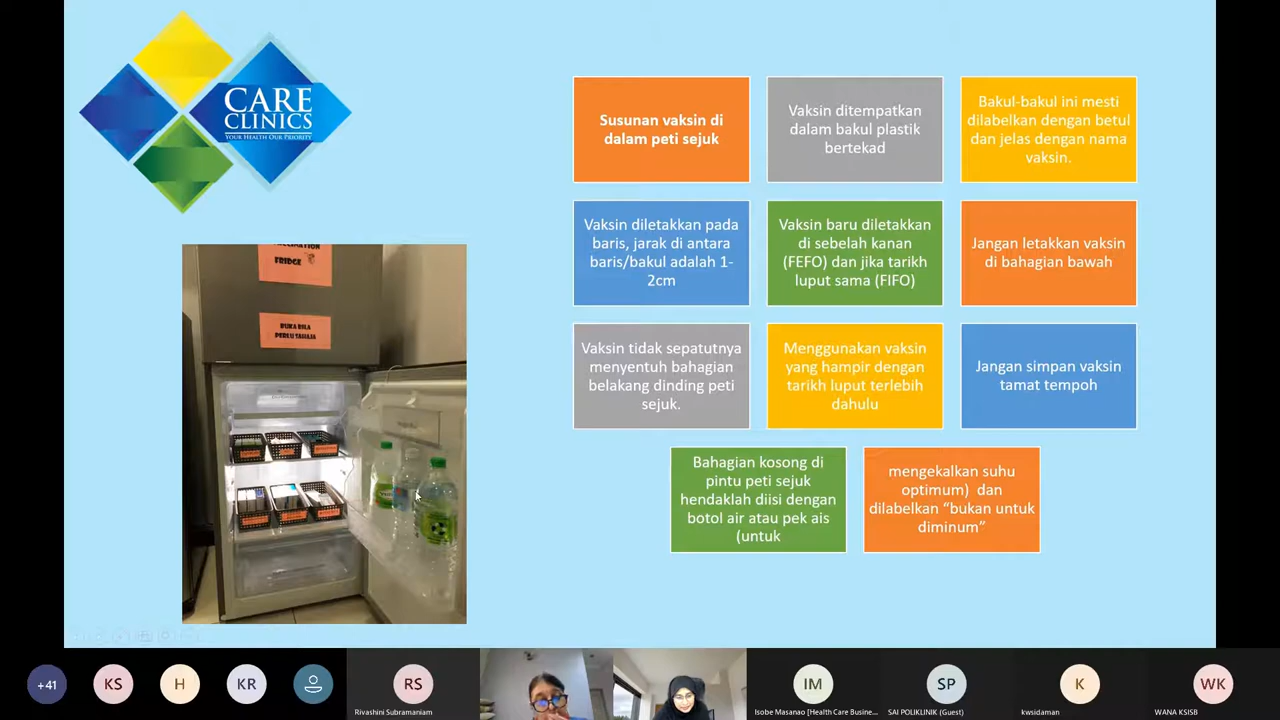 CARE
CLINICS
YOUR HEALTH OUR PRIORITY
Susunan vaksin di
dalam peti sejuk
Vaksin ditempatkan
dalam bakul plastik
bertekad
Bakul-bakul ini mesti
dilabelkan dengan betul
dan jelas dengan nama
vaksin.
Vaksin diletakkan pada
baris, jarak di antara
baris/bakul adalah 1-
2cm
Vaksin baru diletakkan
di sebelah kanan
(FEFO) dan jika tarikh
luput sama (FIFO)
Jangan letakkan vaksin
di bahagian bawah
Vaksin tidak sepatutnya
menyentuh bahagian
belakang dinding peti
sejuk.
Menggunakan vaksin
yang hampir dengan
tarikh luput terlebih
dahulu
Jangan simpan vaksin
tamat tempoh
Bahagian kosong di
pintu peti sejuk
hendaklah diisi dengan
botol air atau pek ais
(untuk
mengekalkan suhu
optimum) dan
dilabelkan “bukan untuk
diminum”
FRIDGE
BUKA BILA
PERLU SAHAJA
+41
KS
H
KR
RS
Rivashini Subramaniam
IM
Isobe Masanao [Health Care Busine...
SP
SAI POLIKLINIK (Guest)
K
kwsidaman
WK
WANA KSISB